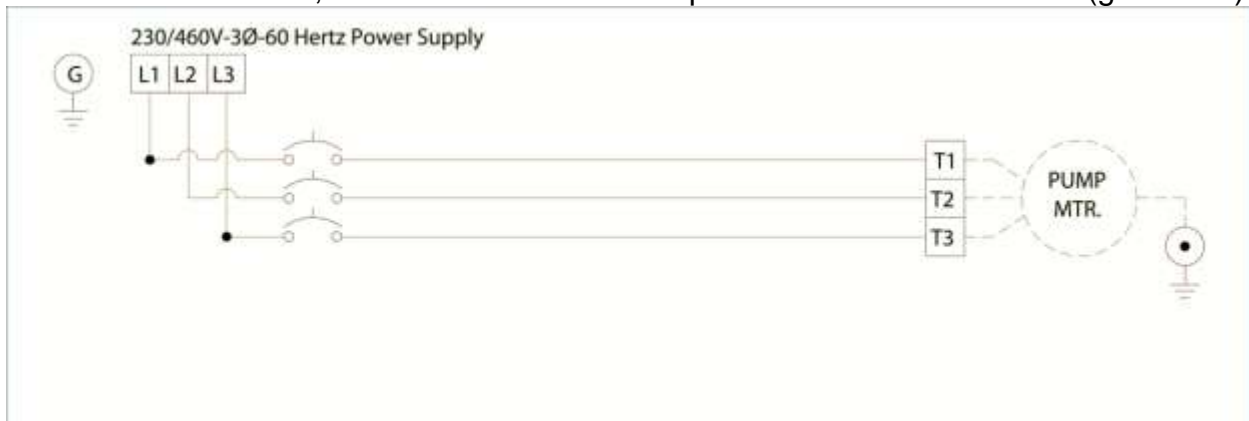 230/460V-3Ø-60 Hertz Power Supply
G L1 L2 L3
T1
PUMP
T2
MTR.
T3